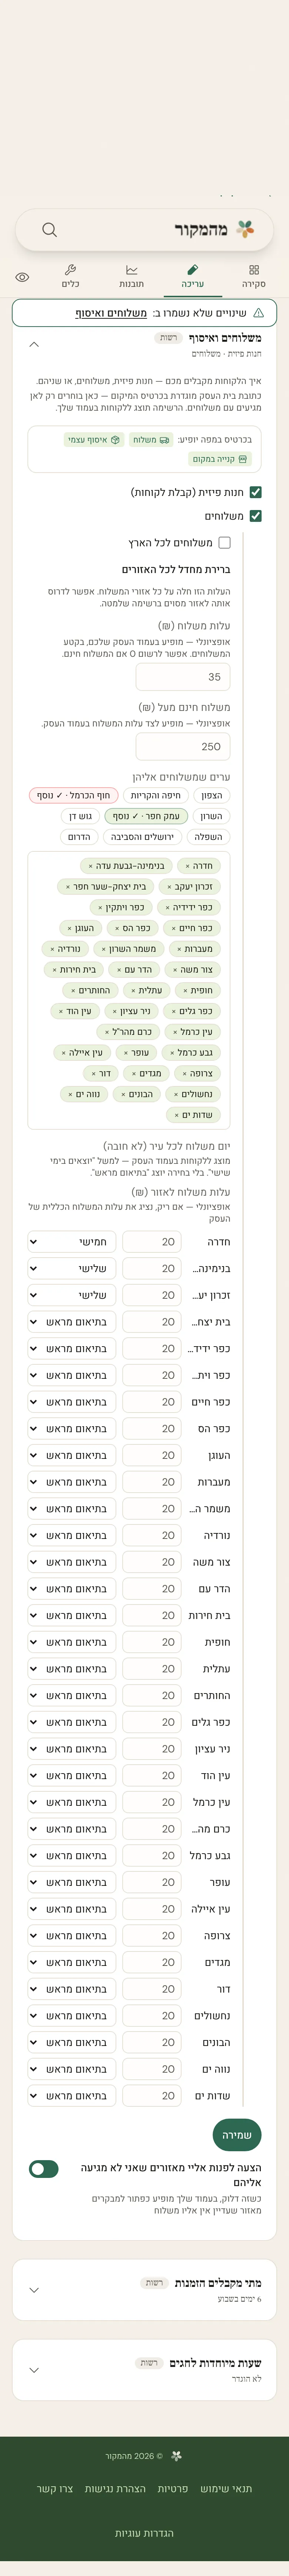 מהמקור
סקירה
עריכה
תובנות
כלים
שינויים שלא נשמרו ב: משלוחים ואיסוף
משלוחים ואיסוף רשות
חנות פיזית · משלוחים
איך הלקוחות מקבלים מכם — חנות פיזית, משלוחים, או שניהם.
כתובת בית העסק מוגדרת בכרטיס המיקום — כאן בוחרים רק לאן
מגיעים עם משלוחים. הרשימה תוצג ללקוחות בעמוד שלך.
בכרטיס במפה יופיע: משלוח איסוף עצמי
קנייה במקום
חנות פיזית (קבלת לקוחות)
משלוחים
משלוחים לכל הארץ
ברירת מחדל לכל האזורים
העלות הזו חלה על כל אזורי המשלוח. אפשר לדרוס
אותה לאזור מסוים ברשימה שלמטה.
עלות משלוח (₪)
אופציונלי — מופיע בעמוד העסק שלכם, בקטע
המשלוחים. אפשר לרשום 0 אם המשלוח חינם.
35
משלוח חינם מעל (₪)
אופציונלי — מופיע לצד עלות המשלוח בעמוד העסק.
250
ערים שמשלוחים אליהן
הצפון חיפה והקריות חוף הכרמל · ✓ נוסף
השרון עמק חפר · ✓ נוסף גוש דן
השפלה ירושלים והסביבה הדרום
חדרה × בנימינה-גבעת עדה ×
זכרון יעקב × בית יצחק-שער חפר ×
כפר ידידיה × כפר ויתקין ×
כפר חיים × כפר הס × העוגן ×
מעברות × משמר השרון × נורדיה ×
צור משה × הדר עם × בית חירות ×
חופית × עתלית × החותרים ×
כפר גלים × ניר עציון × עין הוד ×
עין כרמל × כרם מהר"ל ×
גבע כרמל × עופר × עין איילה ×
צרופה × מגדים × דור ×
נחשולים × הבונים × נווה ים ×
שדות ים ×
יום משלוח לכל עיר (לא חובה)
מוצג ללקוחות בעמוד העסק — למשל "יוצאים בימי
שישי". בלי בחירה יוצג "בתיאום מראש".
עלות משלוח לאזור (₪)
אופציונלי — אם ריק, נציג את עלות המשלוח הכללית של
העסק
חדרה 20 חמישי
בנימינה... 20 שלישי
זכרון יע... 20 שלישי
בית יצח... 20 בתיאום מראש
כפר ידיד... 20 בתיאום מראש
כפר וית... 20 בתיאום מראש
כפר חיים 20 בתיאום מראש
כפר הס 20 בתיאום מראש
העוגן 20 בתיאום מראש
מעברות 20 בתיאום מראש
משמר ה... 20 בתיאום מראש
נורדיה 20 בתיאום מראש
צור משה 20 בתיאום מראש
הדר עם 20 בתיאום מראש
בית חירות 20 בתיאום מראש
חופית 20 בתיאום מראש
עתלית 20 בתיאום מראש
החותרים 20 בתיאום מראש
כפר גלים 20 בתיאום מראש
ניר עציון 20 בתיאום מראש
עין הוד 20 בתיאום מראש
עין כרמל 20 בתיאום מראש
כרם מה... 20 בתיאום מראש
גבע כרמל 20 בתיאום מראש
עופר 20 בתיאום מראש
עין איילה 20 בתיאום מראש
צרופה 20 בתיאום מראש
מגדים 20 בתיאום מראש
דור 20 בתיאום מראש
נחשולים 20 בתיאום מראש
הבונים 20 בתיאום מראש
נווה ים 20 בתיאום מראש
שדות ים 20 בתיאום מראש
שמירה
הצעה לפנות אליי מאזורים שאני לא מגיעה
אליהם
כשזה דלוק, בעמוד שלך מופיע כפתור למבקרים
מאזור שעדיין אין אליו משלוח
מתי מקבלים הזמנות רשות
6 ימים בשבוע
שעות מיוחדות לחגים רשות
לא הוגדר
© 2026 מהמקור
תנאי שימוש פרטיות הצהרת נגישות צרו קשר
הגדרות עוגיות